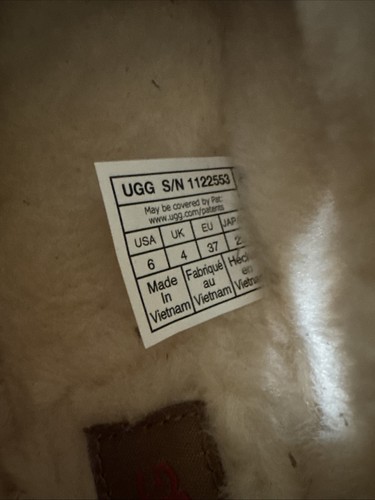 UGG S/N 1122553
May be covered by Pat:
www.ugg.com/patents
USA UK EU
6 4 37
Made In Vietnam
Fabriqué au Vietnam